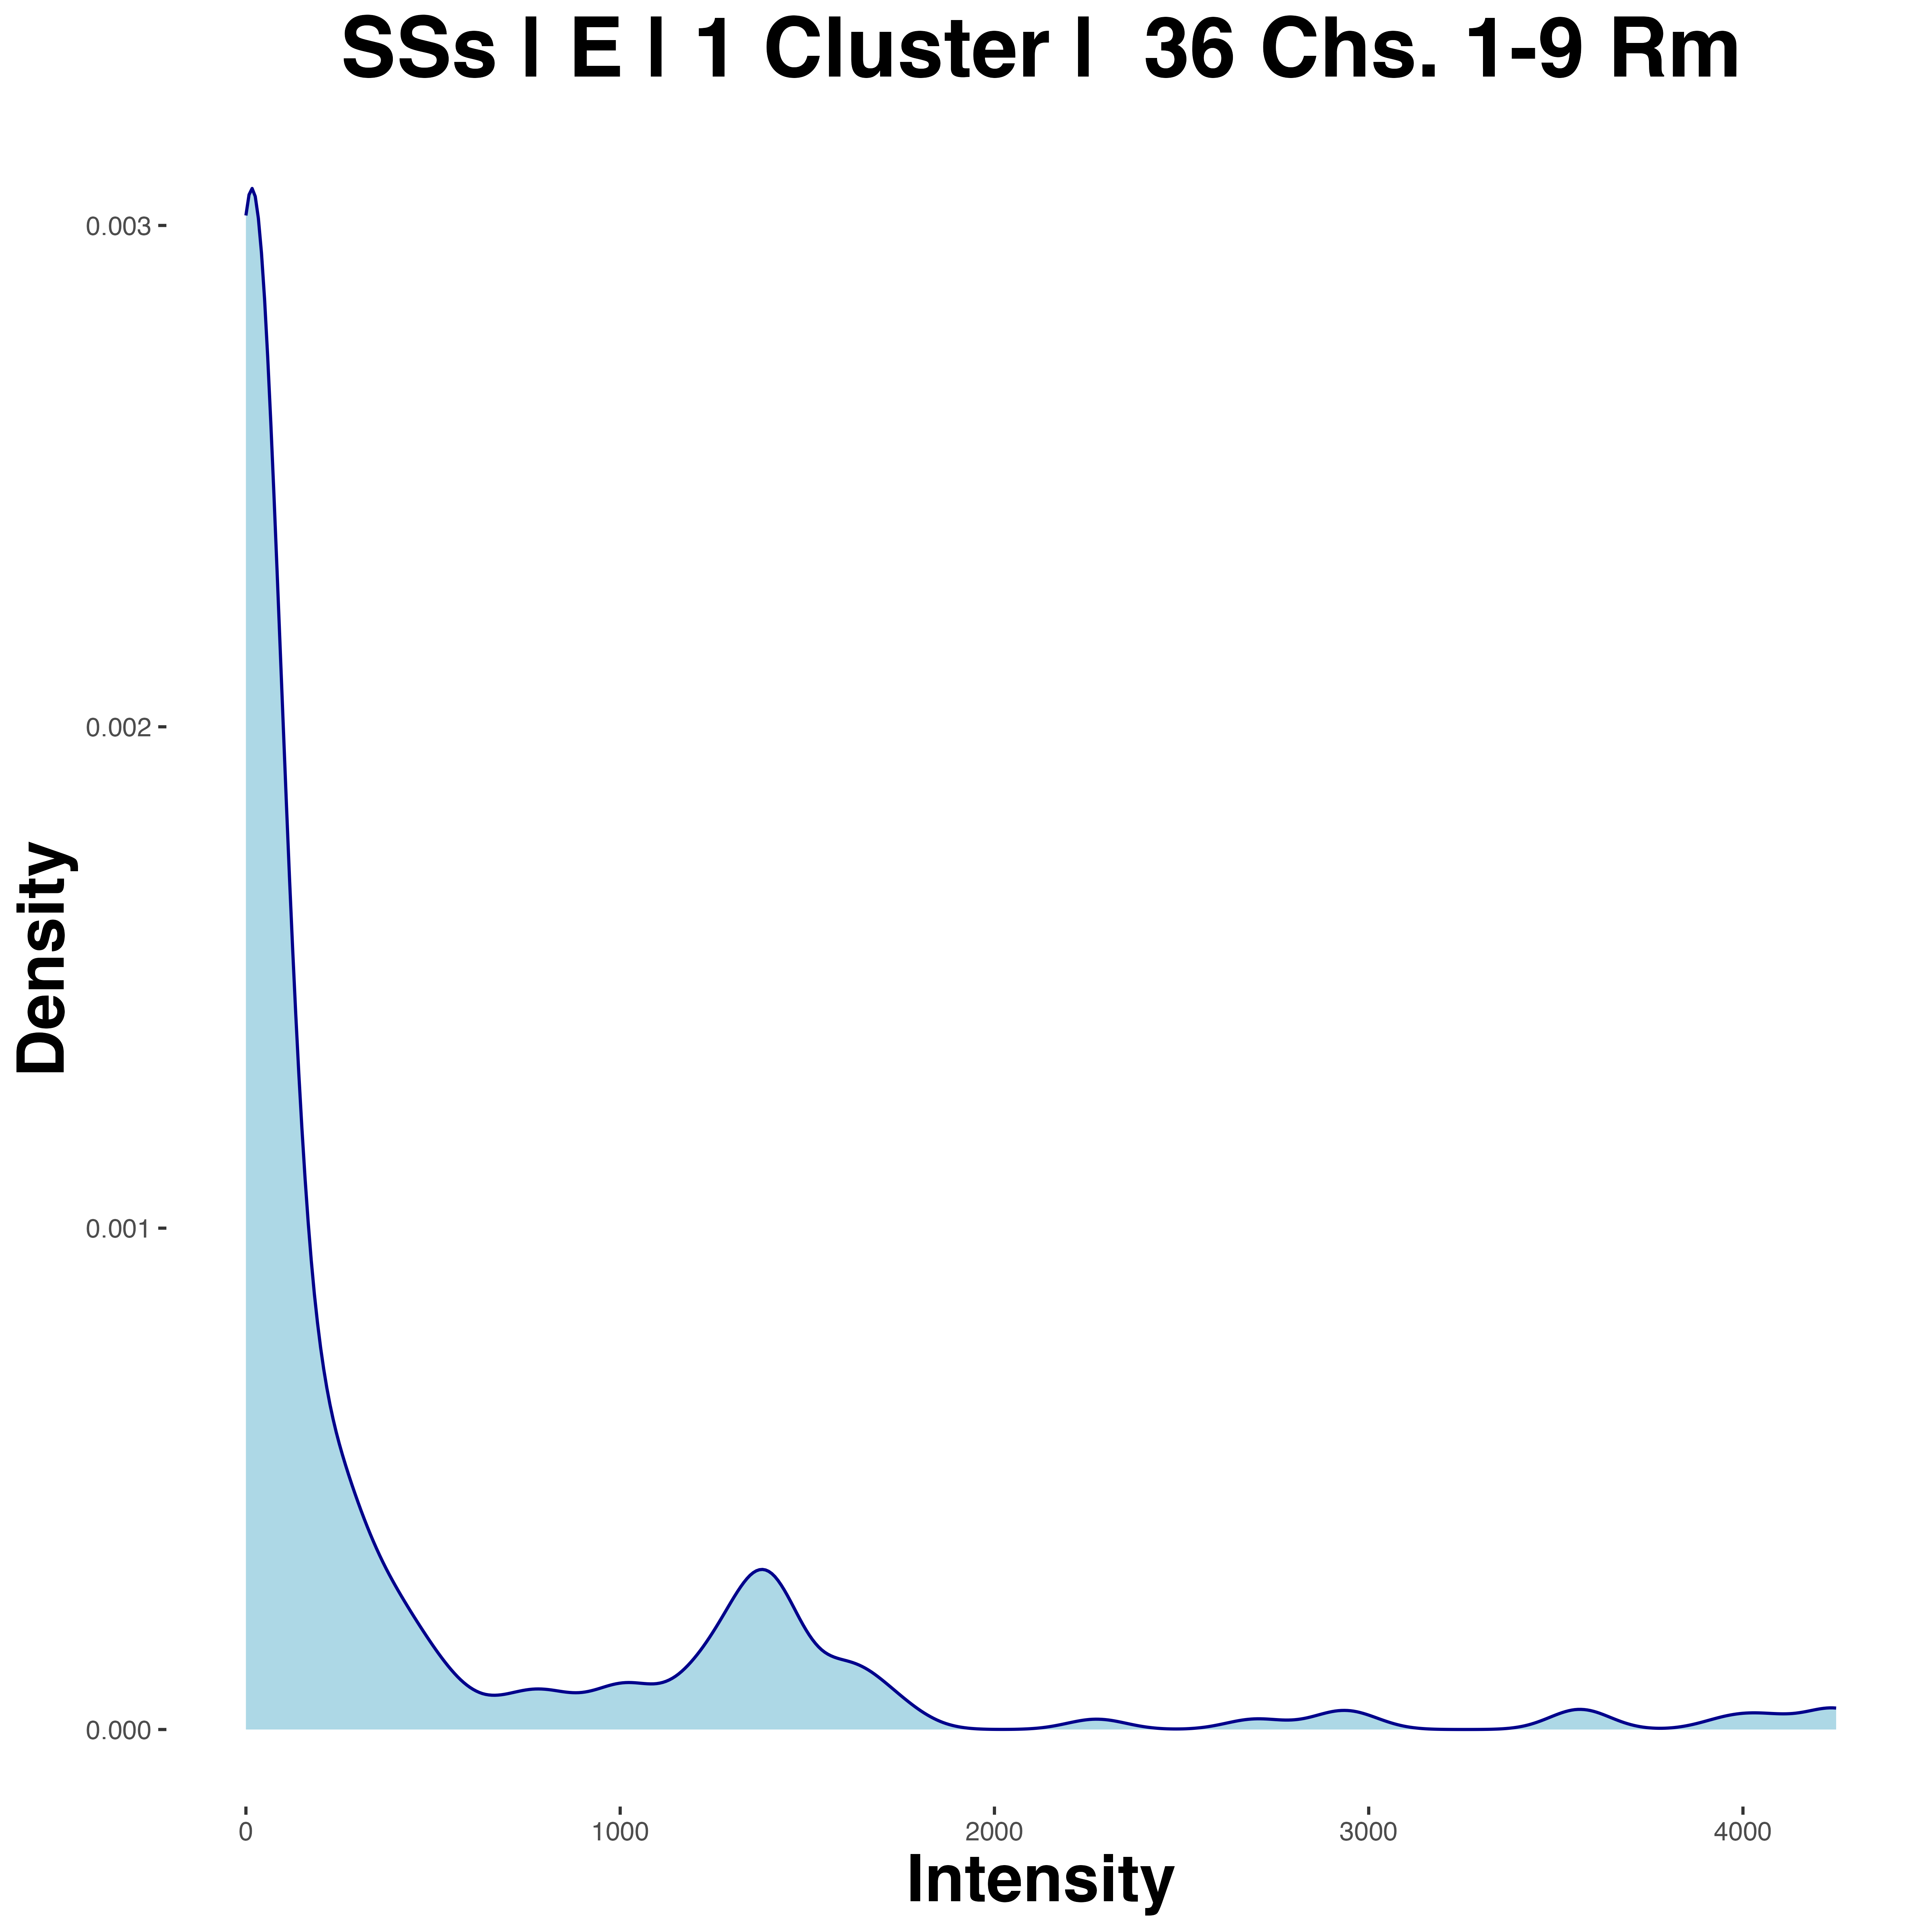 SSs | E | 1 Cluster |  36 Chs. 1-9 Rm
Density
0.003
0.002
0.001
0.000
0 1000 2000 3000 4000
Intensity